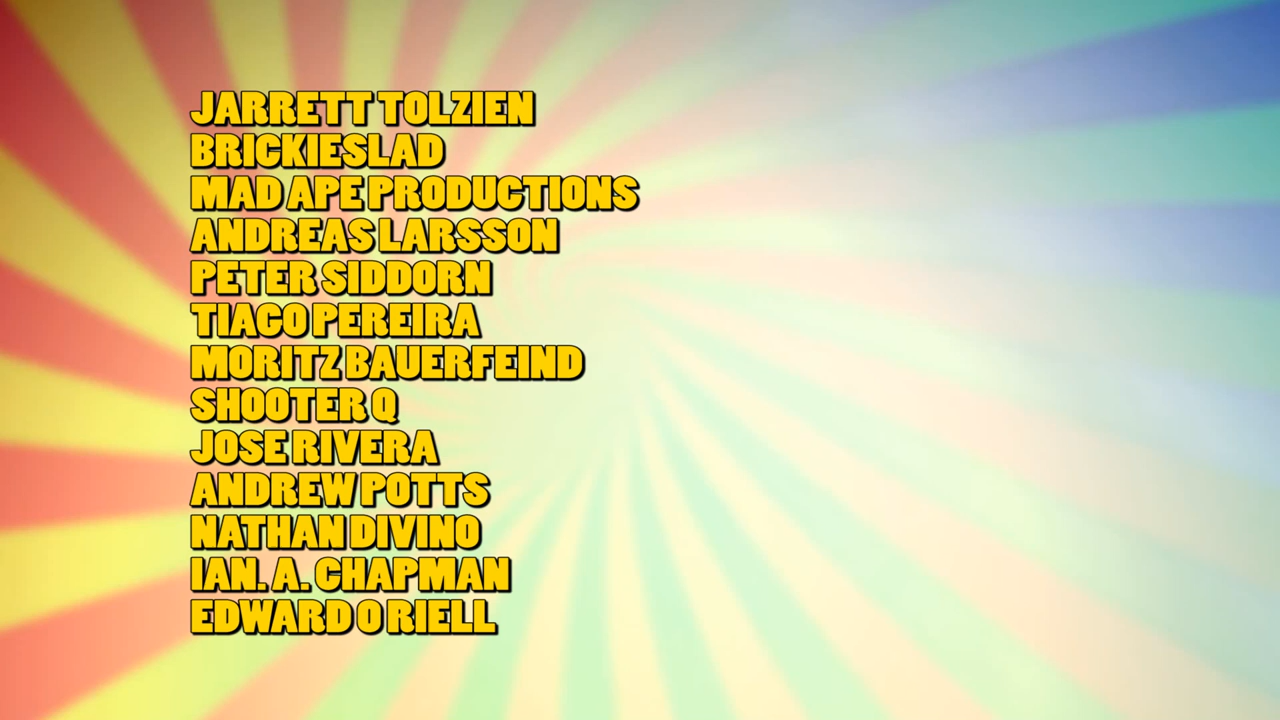 JARRETT TOLZIEN
BRICKIESLAD
MAD APE PRODUCTIONS
ANDREAS LARSSON
PETER SIDDORN
TIAGO PEREIRA
MORITZ BAUERFEIND
SHOOTER Q
JOSE RIVERA
ANDREW POTTS
NATHAN DIVINO
IAN. A. CHAPMAN
EDWARD O RIELL